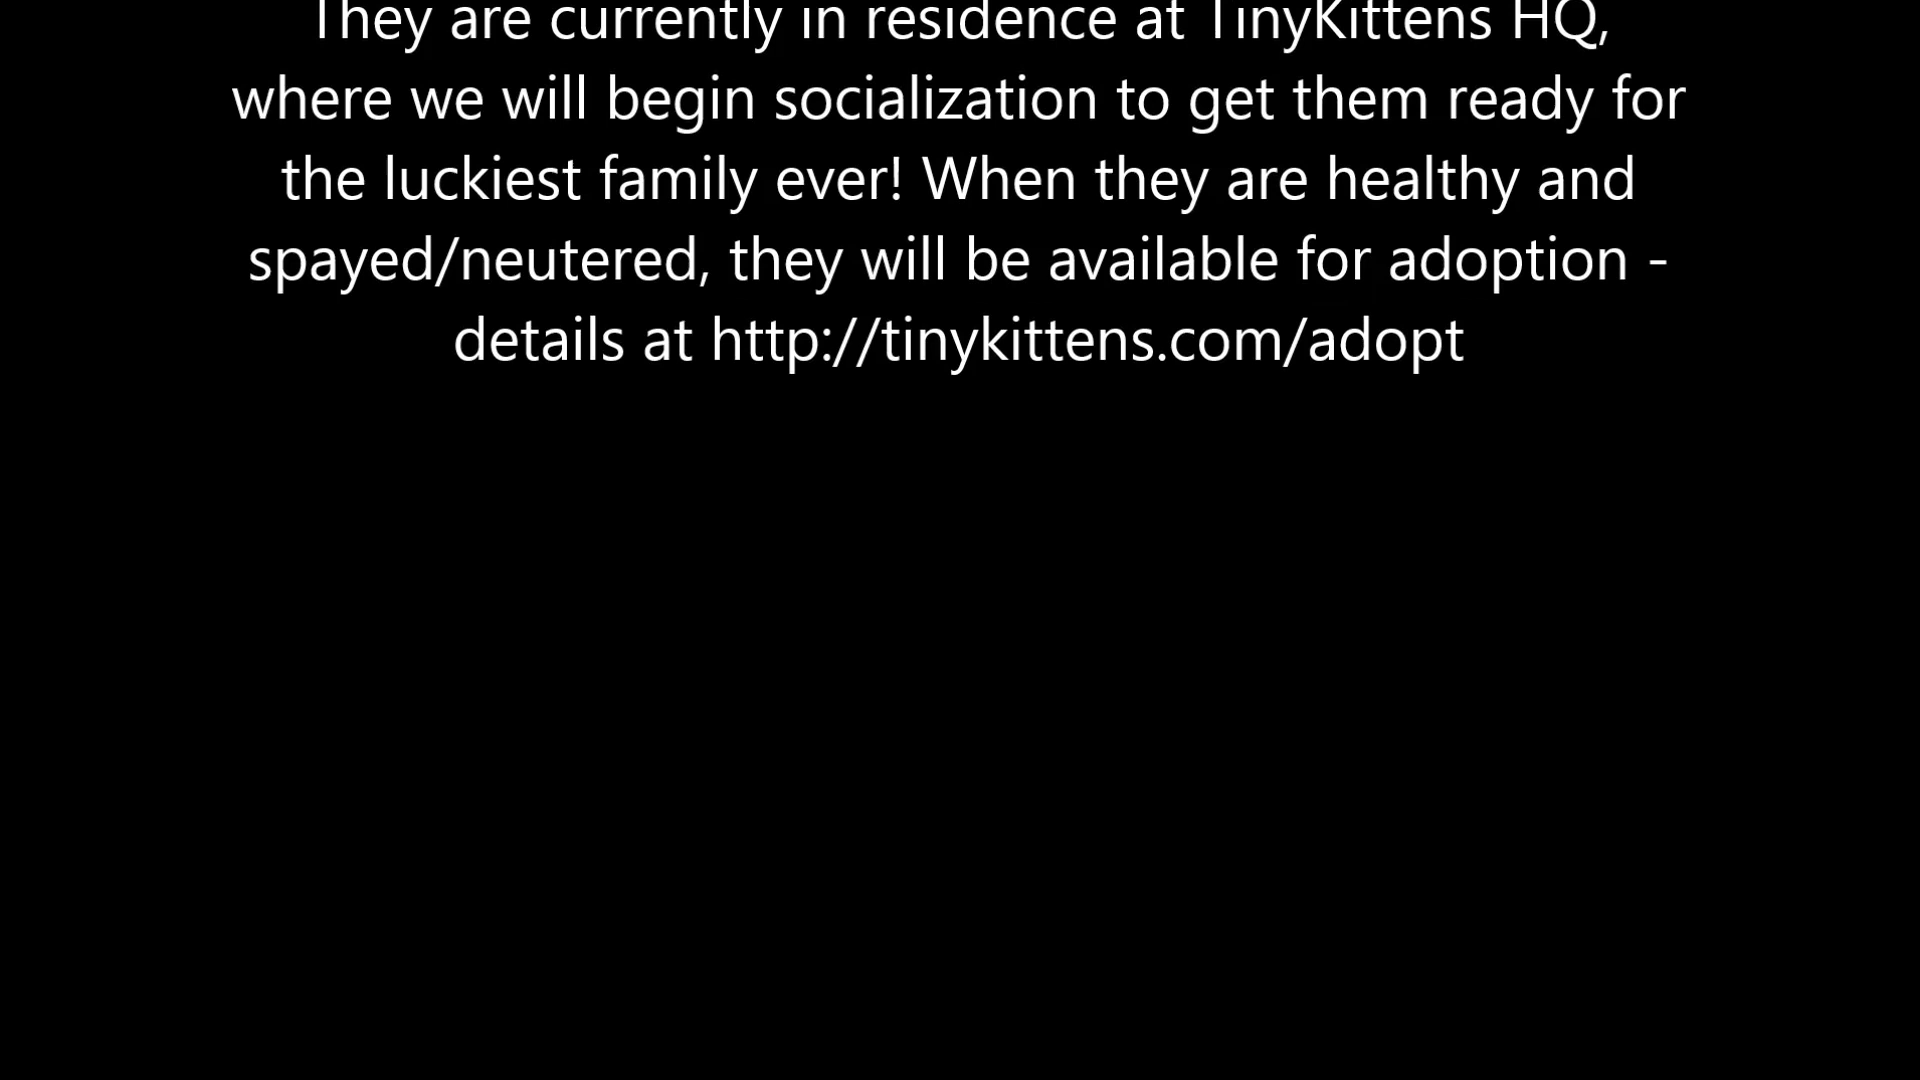 They are currently in residence at TinyKittens HQ,
where we will begin socialization to get them ready for
the luckiest family ever! When they are healthy and
spayed/neutered, they will be available for adoption -
details at http://tinykittens.com/adopt